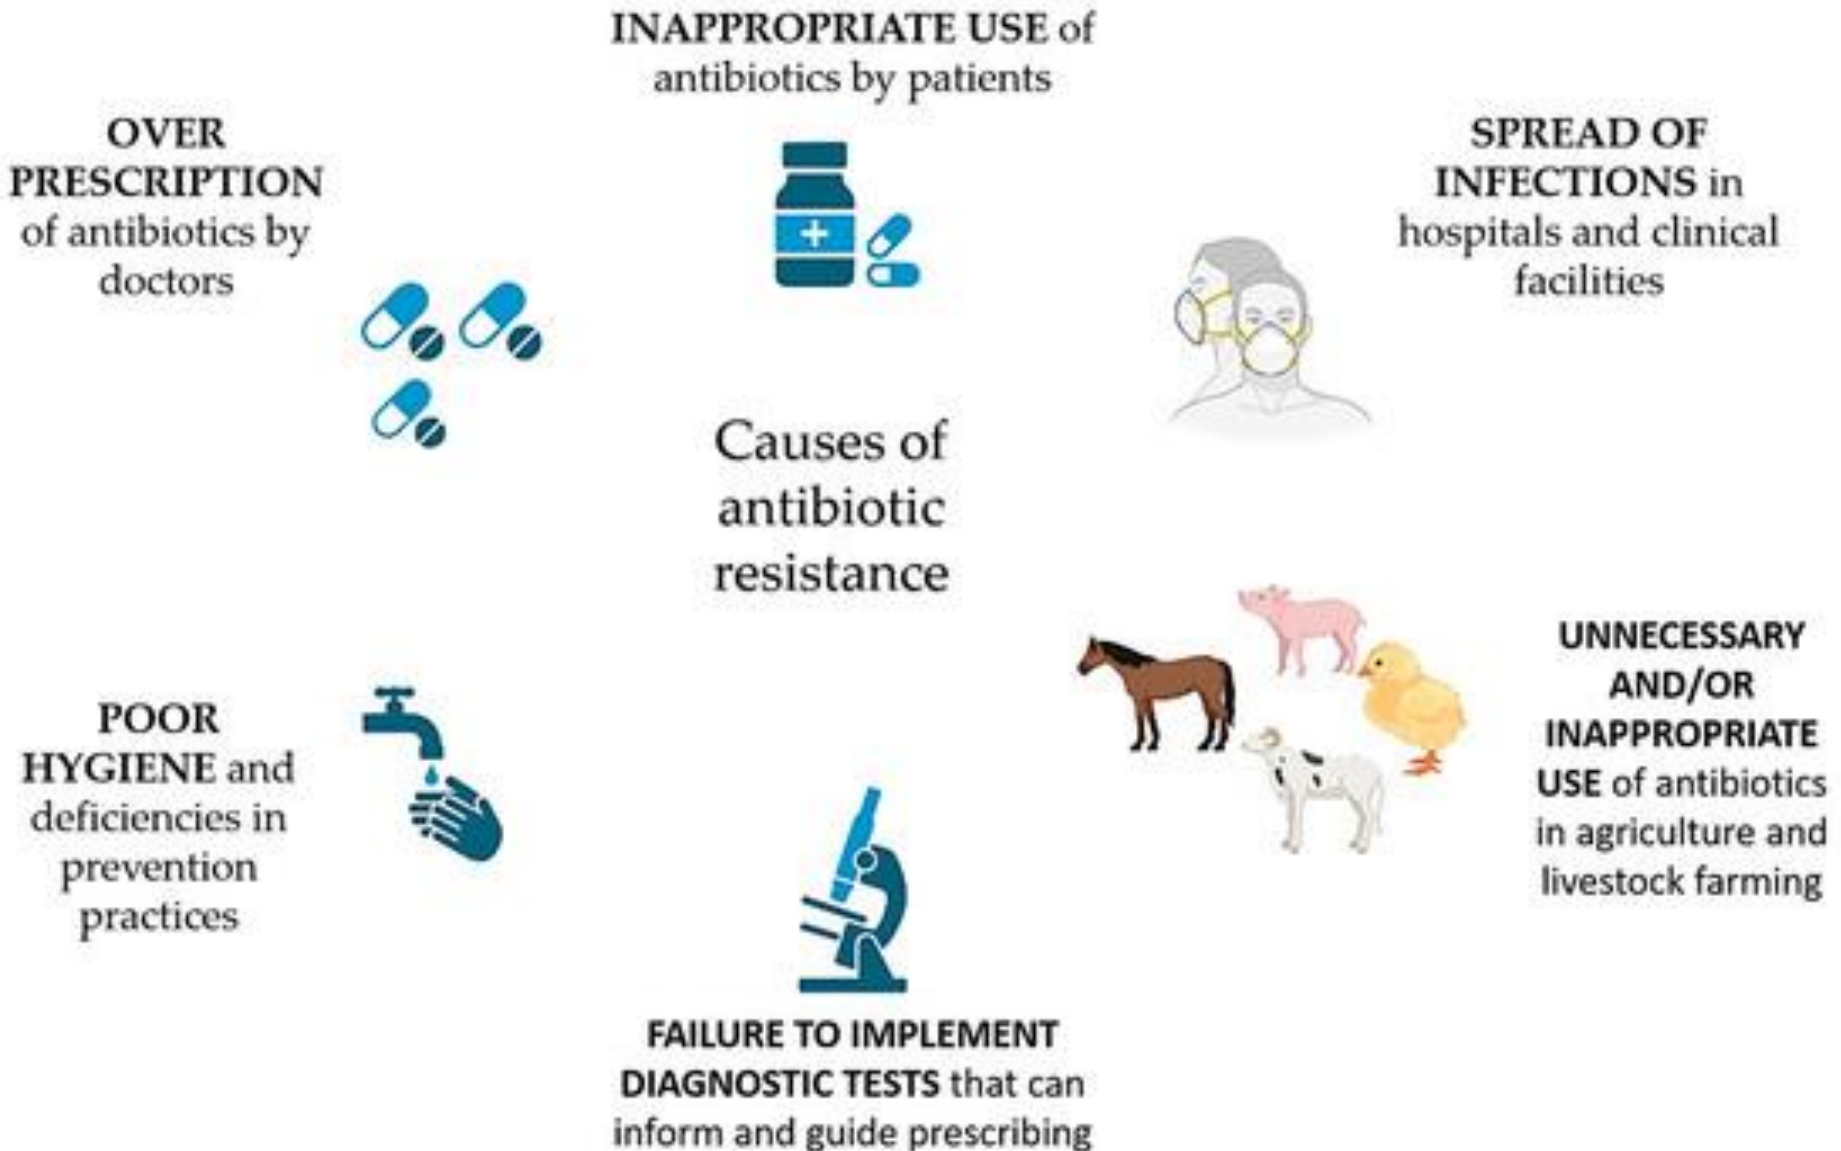 INAPPROPRIATE USE of
antibiotics by patients
OVER
PRESCRIPTION
of antibiotics by
doctors
SPREAD OF
INFECTIONS in
hospitals and clinical
facilities
Causes of
antibiotic
resistance
POOR
HYGIENE and
deficiencies in
prevention
practices
UNNECESSARY
AND/OR
INAPPROPRIATE
USE of antibiotics
in agriculture and
livestock farming
FAILURE TO IMPLEMENT
DIAGNOSTIC TESTS that can
inform and guide prescribing